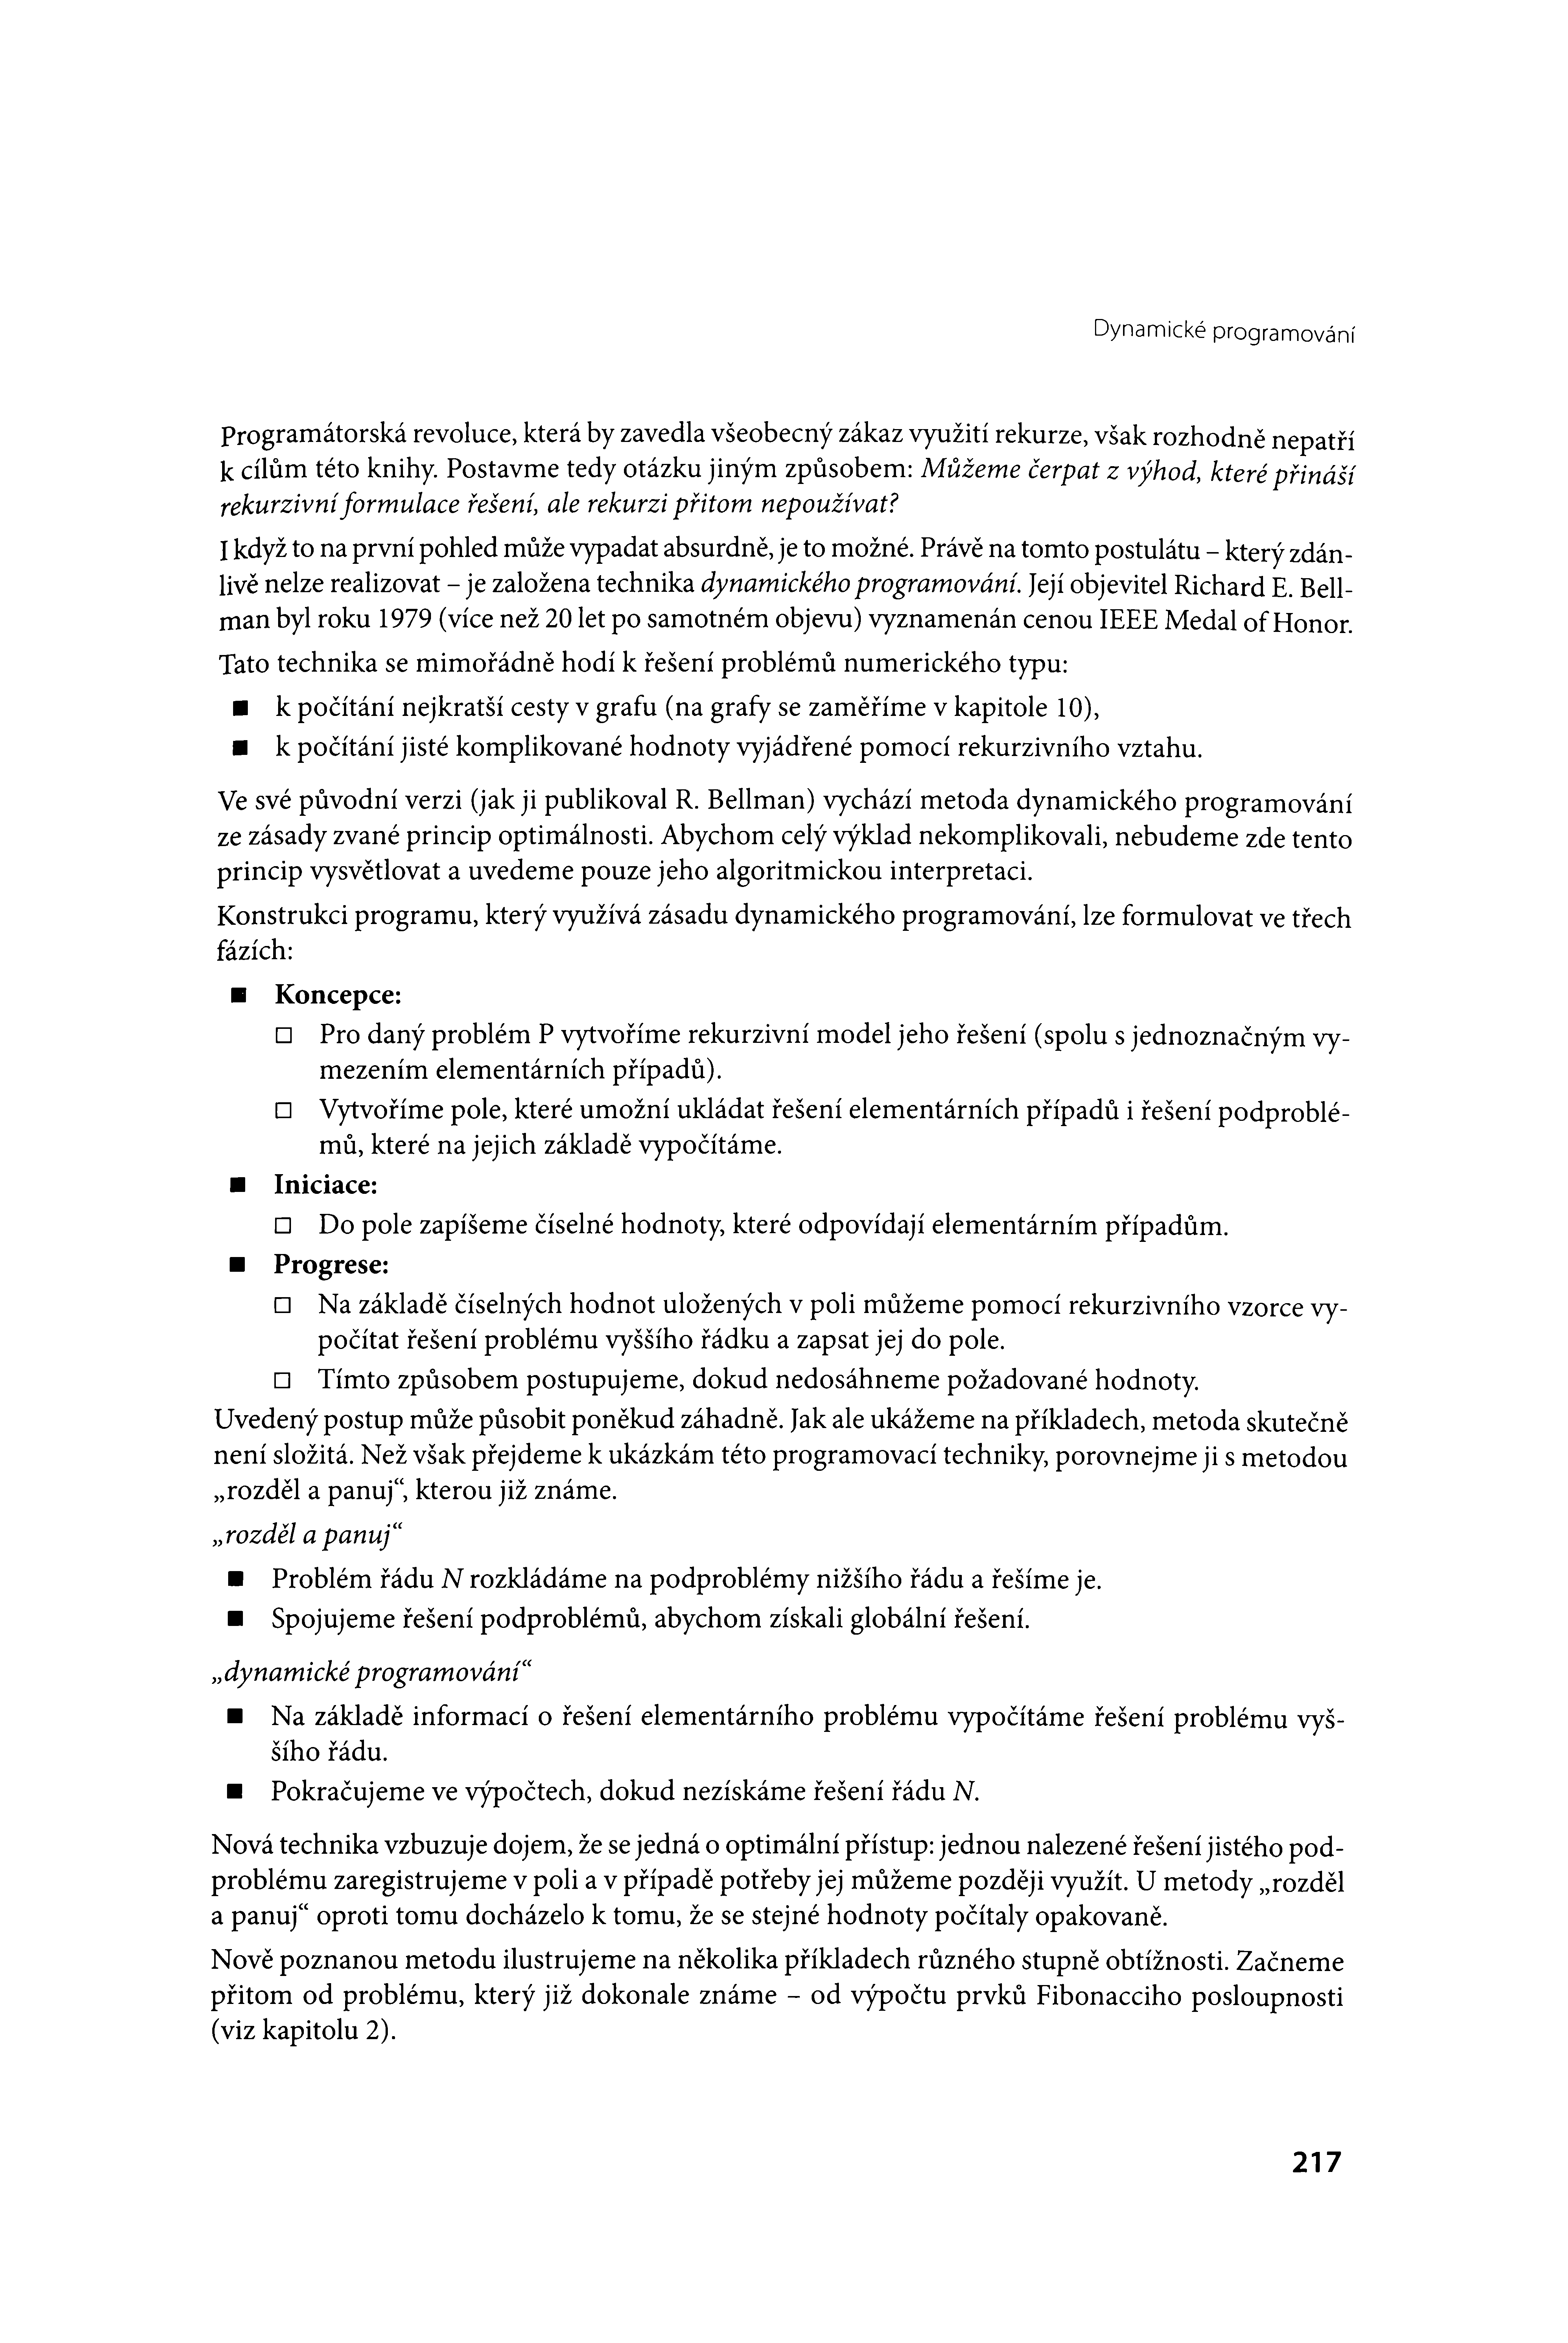 Dynamické programování
Programátorská revoluce, která by zavedla všeobecný zákaz využití rekurze, však rozhodně nepatří
k cílům této knihy. Postavme tedy otázku jiným způsobem: Můžeme čerpat z výhod, které přináší
rekurzivní formulace řešení, ale rekurzi přitom nepoužívat?
I když to na první pohled může vypadat absurdně, je to možné. Právě na tomto postulátu – který zdán-
livě nelze realizovat – je založena technika dynamického programování. Její objevitel Richard E. Bell-
man byl roku 1979 (více než 20 let po samotném objevu) vyznamenán cenou IEEE Medal of Honor.
Tato technika se mimořádně hodí k řešení problémů numerického typu:
■ k počítání nejkratší cesty v grafu (na grafy se zaměříme v kapitole 10),
■ k počítání jisté komplikované hodnoty vyjádřené pomocí rekurzivního vztahu.
Ve své původní verzi (jak ji publikoval R. Bellman) vychází metoda dynamického programování
ze zásady zvané princip optimálnosti. Abychom celý výklad nekomplikovali, nebudeme zde tento
princip vysvětlovat a uvedeme pouze jeho algoritmickou interpretaci.
Konstrukci programu, který využívá zásadu dynamického programování, lze formulovat ve třech
fázích:
■ Koncepce:
□ Pro daný problém P vytvoříme rekurzivní model jeho řešení (spolu s jednoznačným vy-
mezením elementárních případů).
□ Vytvoříme pole, které umožní ukládat řešení elementárních případů i řešení podproblé-
mů, které na jejich základě vypočítáme.
■ Iniciace:
□ Do pole zapíšeme číselné hodnoty, které odpovídají elementárním případům.
■ Progrese:
□ Na základě číselných hodnot uložených v poli můžeme pomocí rekurzivního vzorce vy-
počítat řešení problému vyššího řádku a zapsat jej do pole.
□ Tímto způsobem postupujeme, dokud nedosáhneme požadované hodnoty.
Uvedený postup může působit poněkud záhadně. Jak ale ukážeme na příkladech, metoda skutečně
není složitá. Než však přejdeme k ukázkám této programovací techniky, porovnejme ji s metodou
„rozděl a panuj“, kterou již známe.
„rozděl a panuj“
■ Problém řádu N rozkládáme na podproblémy nižšího řádu a řešíme je.
■ Spojujeme řešení podproblémů, abychom získali globální řešení.
„dynamické programování“
■ Na základě informací o řešení elementárního problému vypočítáme řešení problému vyš-
šího řádu.
■ Pokračujeme ve výpočtech, dokud nezískáme řešení řádu N.
Nová technika vzbuzuje dojem, že se jedná o optimální přístup: jednou nalezené řešení jistého pod-
problému zaregistrujeme v poli a v případě potřeby jej můžeme později využít. U metody „rozděl
a panuj“ oproti tomu docházelo k tomu, že se stejné hodnoty počítaly opakovaně.
Nově poznanou metodu ilustrujeme na několika příkladech různého stupně obtížnosti. Začneme
přitom od problému, který již dokonale známe – od výpočtu prvků Fibonacciho posloupnosti
(viz kapitolu 2).
217